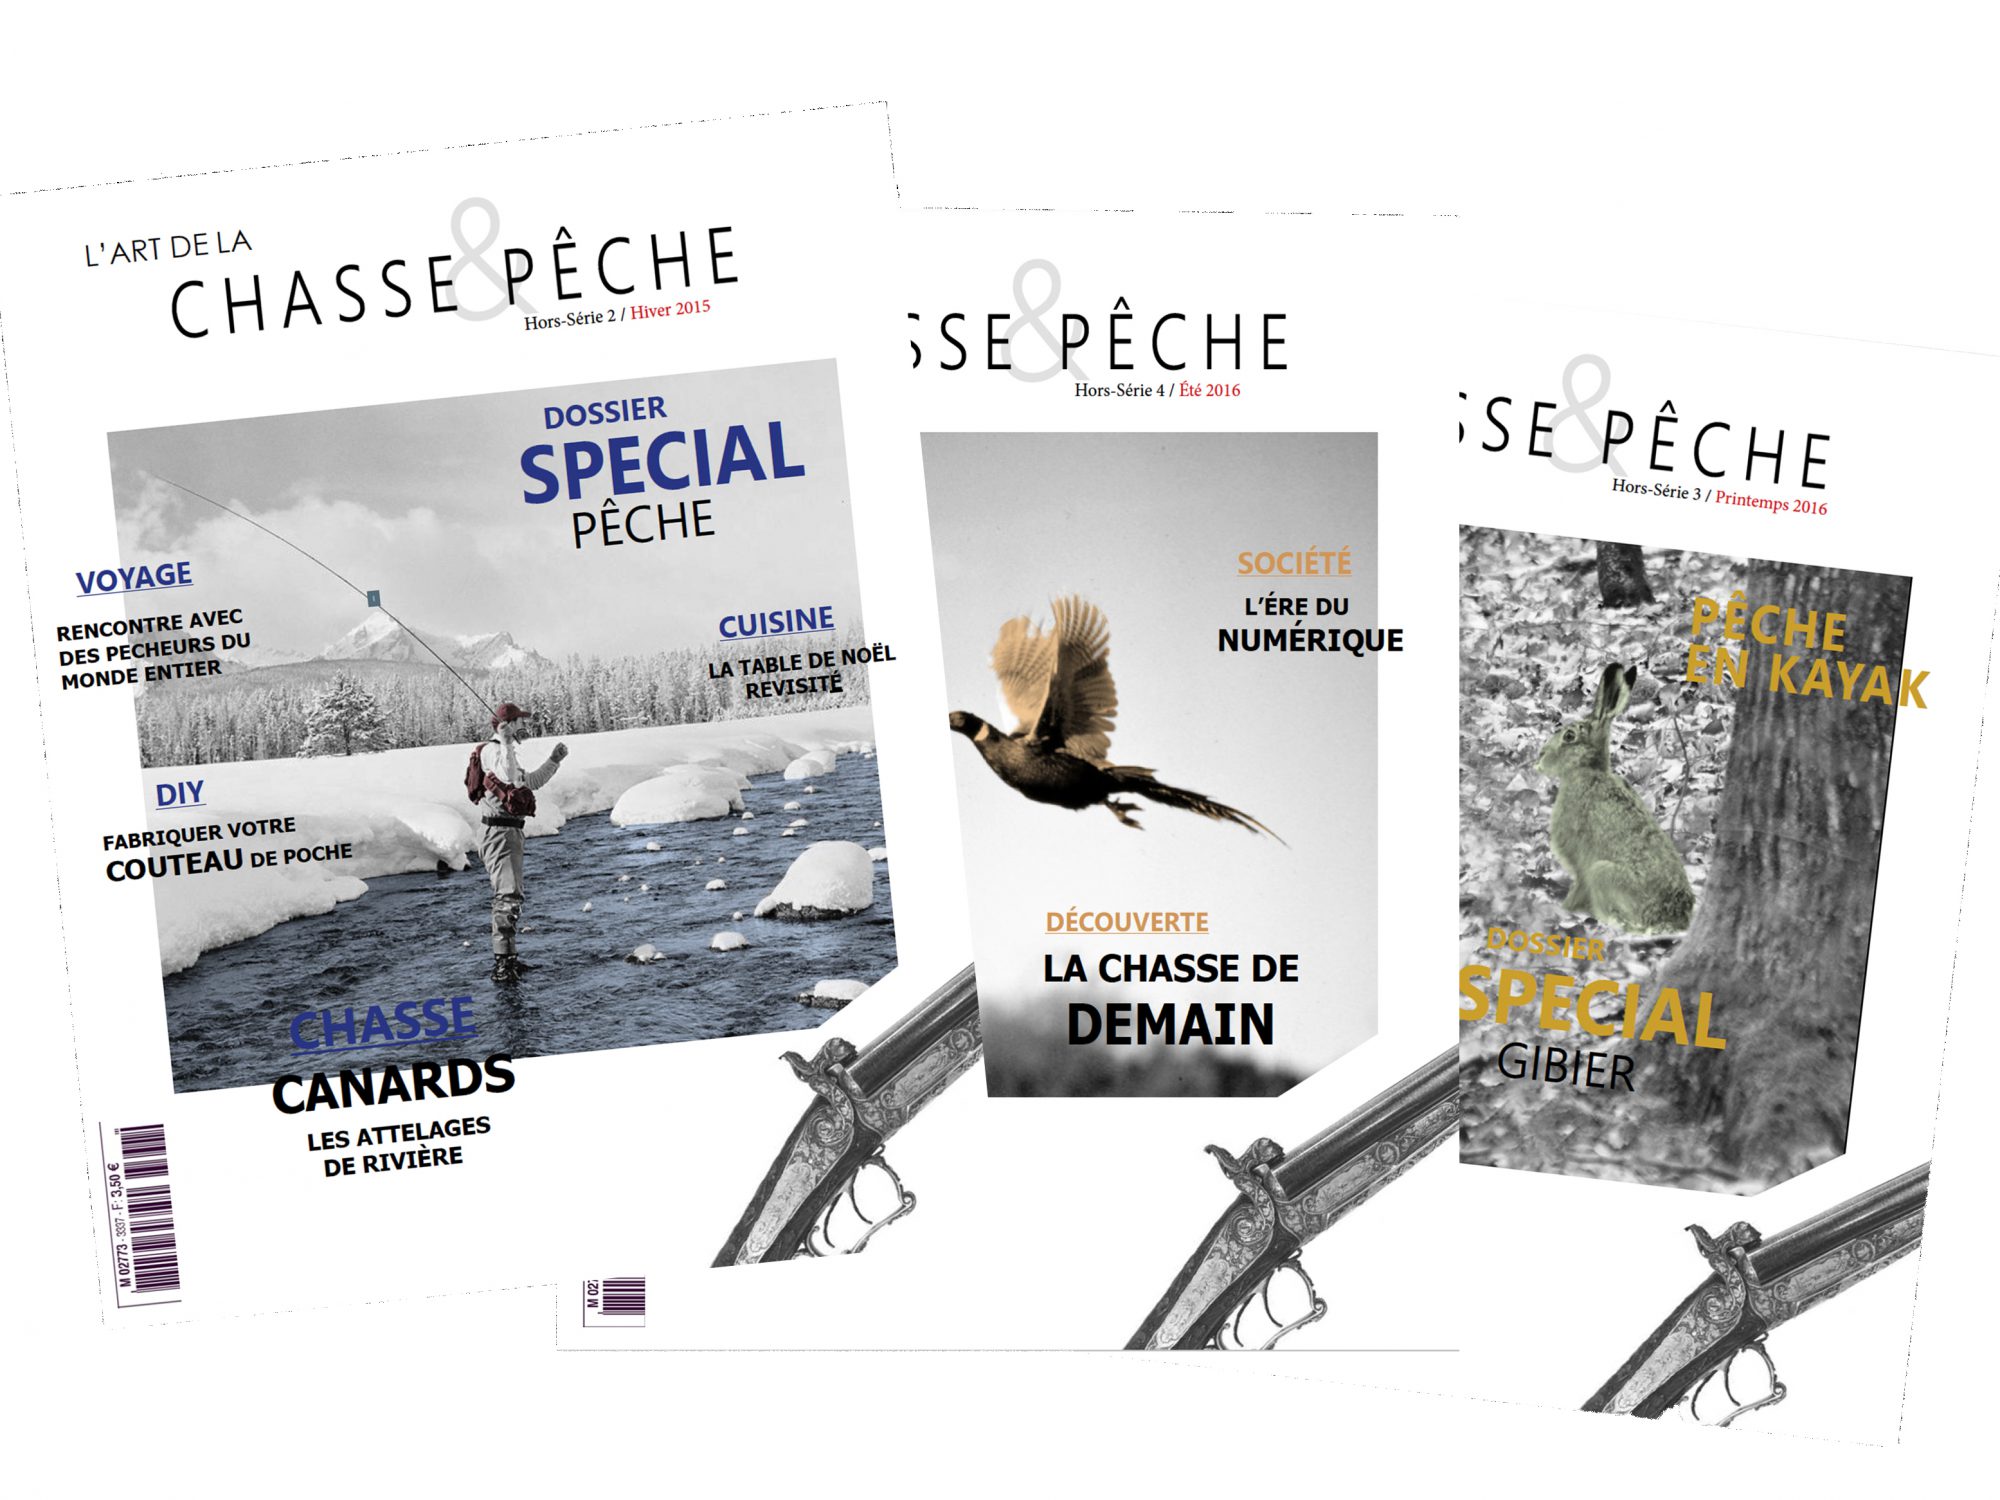 L'ART DE LA
CHASSE & PÊCHE
Hors-Série 2 / Hiver 2015
DOSSIER
SPECIAL
PÊCHE
VOYAGE
RENCONTRE AVEC
DES PECHEURS DU
MONDE ENTIER
CUISINE
LA TABLE DE NOËL
REVISITÉ
DIY
FABRIQUER VOTRE
COUTEAU DE POCHE
CHASSE
CANARDS
LES ATTELAGES
DE RIVIÈRE
M 02773 - 3337 - F: 3,50 €
SSE & PÊCHE
Hors-Série 4 / Été 2016
SOCIÉTÉ
L'ÉRE DU
NUMÉRIQUE
DÉCOUVERTE
LA CHASSE DE
DEMAIN
M 027
SSE & PÊCHE
Hors-Série 3 / Printemps 2016
PÊCHE
EN KAYAK
DOSSIER
SPECIAL
GIBIER